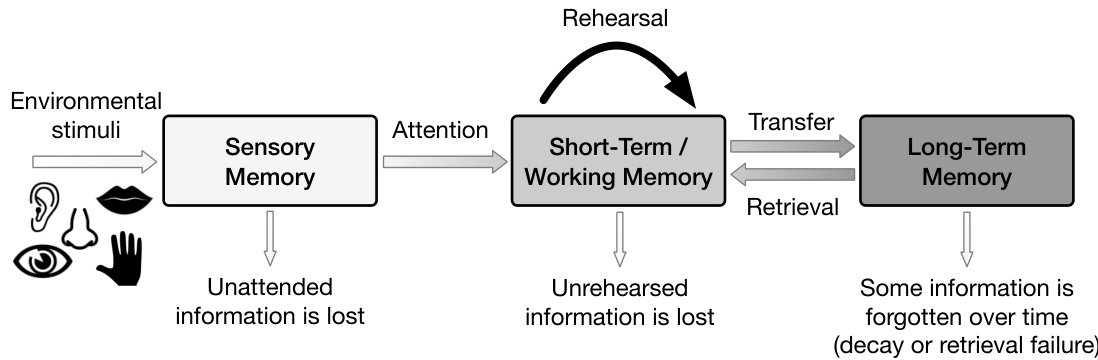 Rehearsal
Environmental
stimuli
Sensory
Memory
Attention
Short-Term /
Working Memory
Transfer
Retrieval
Long-Term
Memory
Unattended
information is lost
Unrehearsed
information is lost
Some information is
forgotten over time
(decay or retrieval failure)